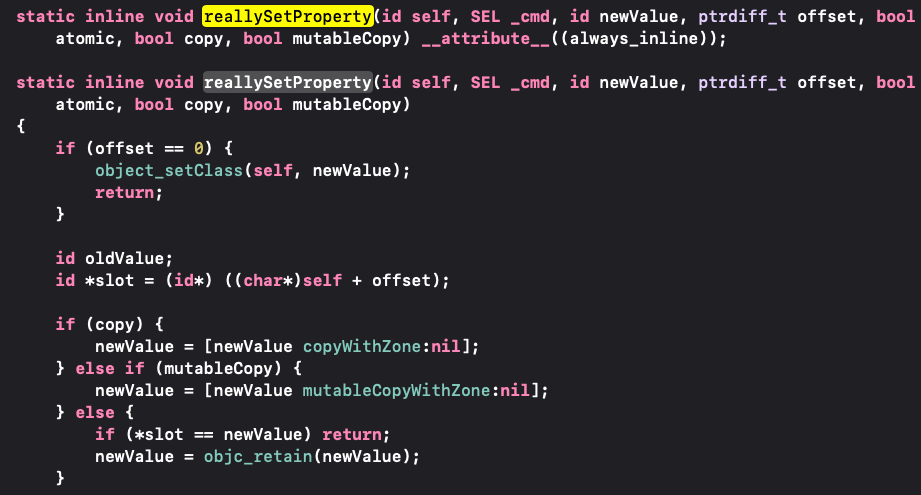 static inline void reallySetProperty(id self, SEL _cmd, id newValue, ptrdiff_t offset, bool
    atomic, bool copy, bool mutableCopy) __attribute__((always_inline));

static inline void reallySetProperty(id self, SEL _cmd, id newValue, ptrdiff_t offset, bool
    atomic, bool copy, bool mutableCopy)
{
    if (offset == 0) {
        object_setClass(self, newValue);
        return;
    }

    id oldValue;
    id *slot = (id*) ((char*)self + offset);

    if (copy) {
        newValue = [newValue copyWithZone:nil];
    } else if (mutableCopy) {
        newValue = [newValue mutableCopyWithZone:nil];
    } else {
        if (*slot == newValue) return;
        newValue = objc_retain(newValue);
    }